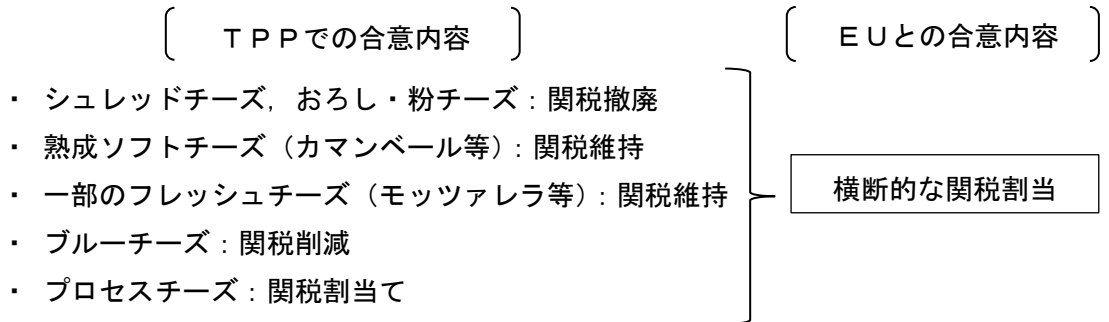 ＴＰＰでの合意内容
ＥＵとの合意内容
・ シュレッドチーズ，おろし・粉チーズ：関税撤廃
・ 熟成ソフトチーズ（カマンベール等）：関税維持
・ 一部のフレッシュチーズ（モッツァレラ等）：関税維持
・ ブルーチーズ：関税削減
・ プロセスチーズ：関税割当て
横断的な関税割当